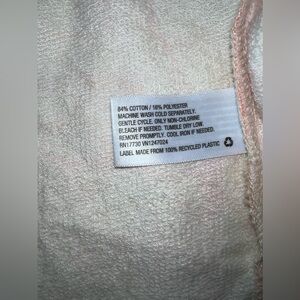 84% COTTON / 16% POLYESTER
MACHINE WASH COLD SEPARATELY.
GENTLE CYCLE. ONLY NON-CHLORINE
BLEACH IF NEEDED. TUMBLE DRY LOW.
REMOVE PROMPTLY. COOL IRON IF NEEDED.
RN17730 VN1247024
LABEL MADE FROM 100% RECYCLED PLASTIC